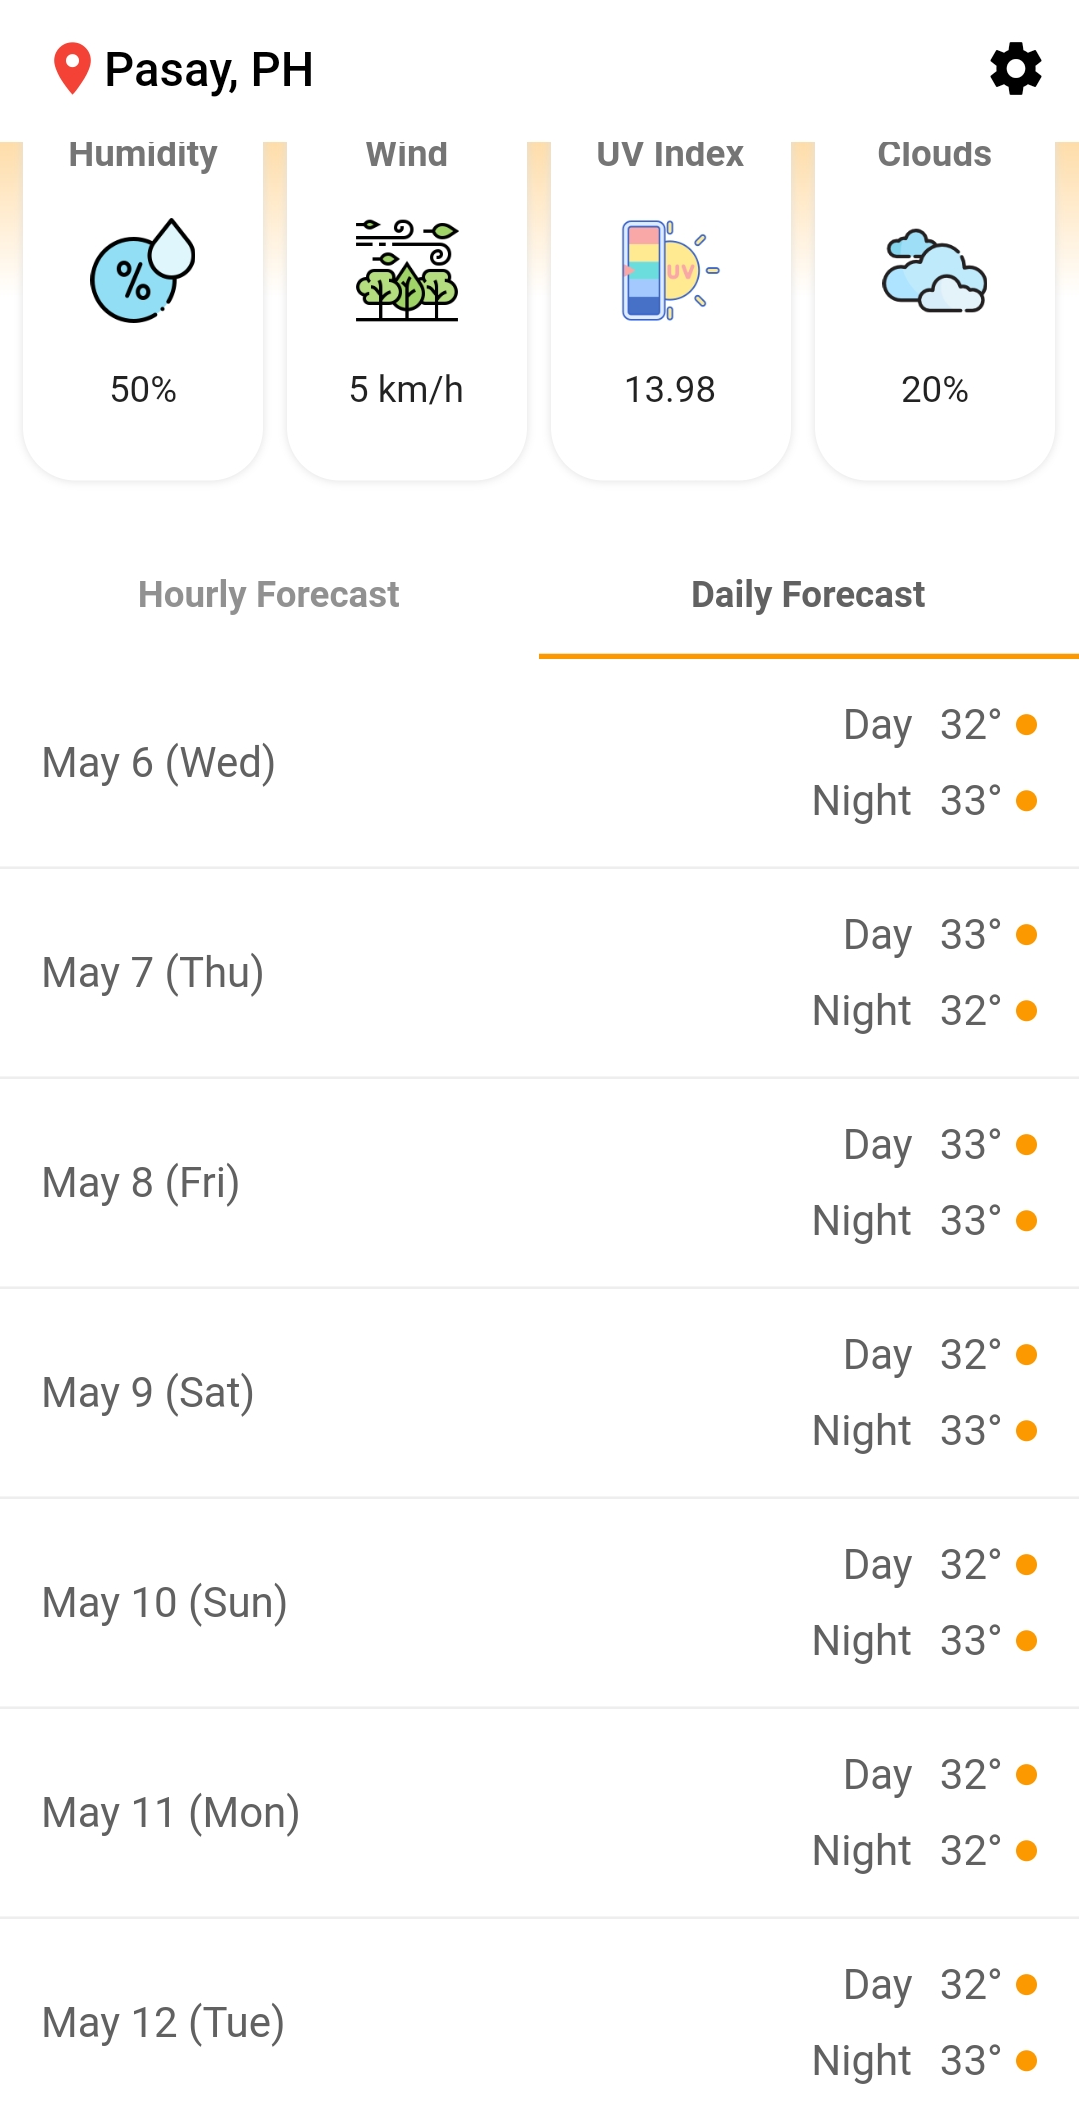 Pasay, PH
Humidity Wind UV Index Clouds
%
UV
50% 5 km/h 13.98 20%
Hourly Forecast Daily Forecast
Day 32°
May 6 (Wed)
Night 33°
Day 33°
May 7 (Thu)
Night 32°
Day 33°
May 8 (Fri)
Night 33°
Day 32°
May 9 (Sat)
Night 33°
Day 32°
May 10 (Sun)
Night 33°
Day 32°
May 11 (Mon)
Night 32°
Day 32°
May 12 (Tue)
Night 33°